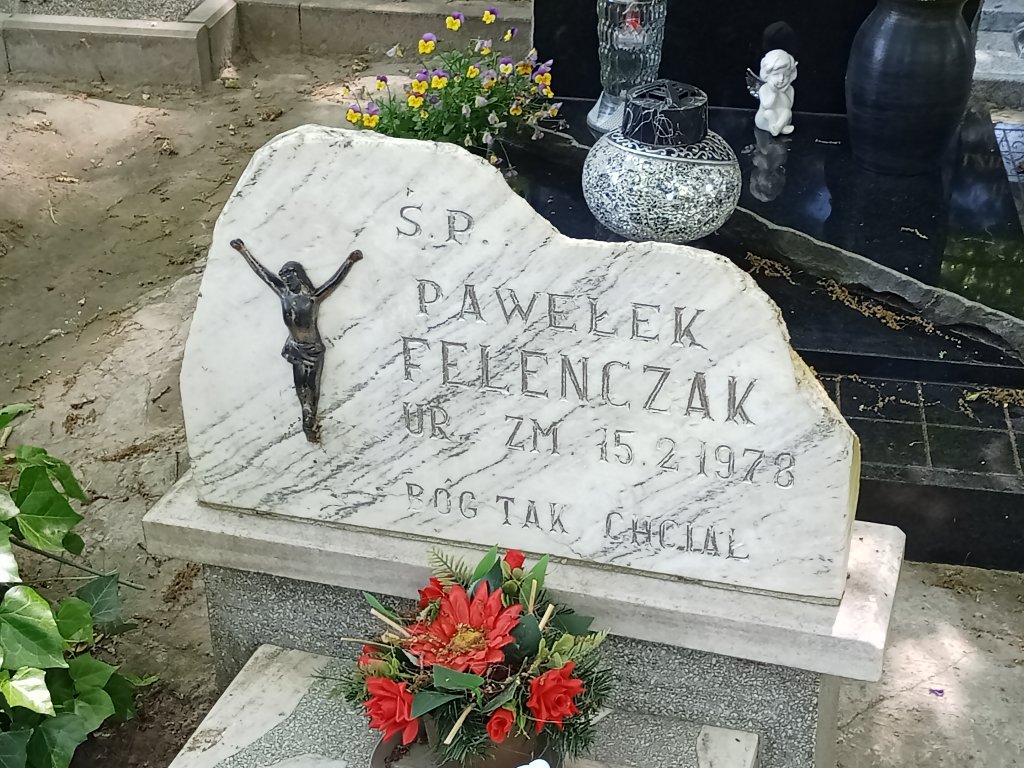 Ś.P.
PAWEŁEK
FELENCZAK
UR. ZM. 15.2.1978
BÓG TAK CHCIAŁ